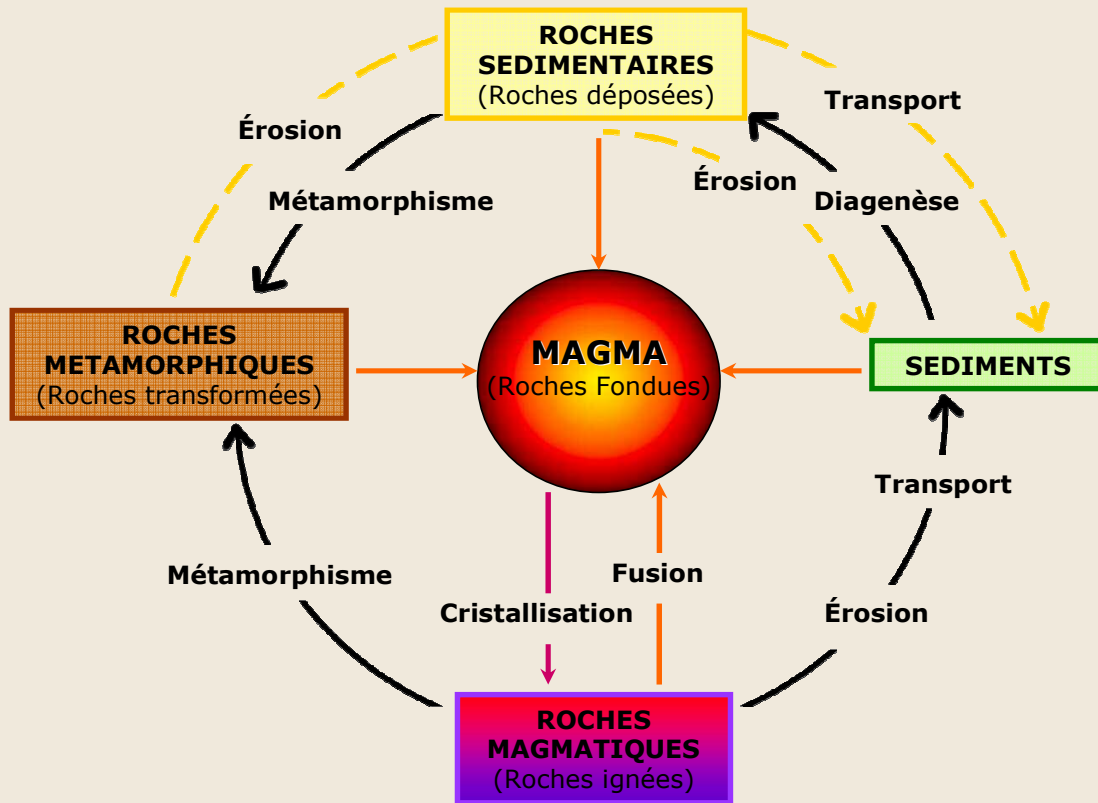 ROCHES
SEDIMENTAIRES
(Roches déposées)
Transport
Érosion
Érosion
Métamorphisme
Diagenèse
ROCHES
METAMORPHIQUES
(Roches transformées)
MAGMA
(Roches Fondues)
SEDIMENTS
Transport
Métamorphisme
Fusion
Cristallisation
Érosion
ROCHES
MAGMATIQUES
(Roches ignées)